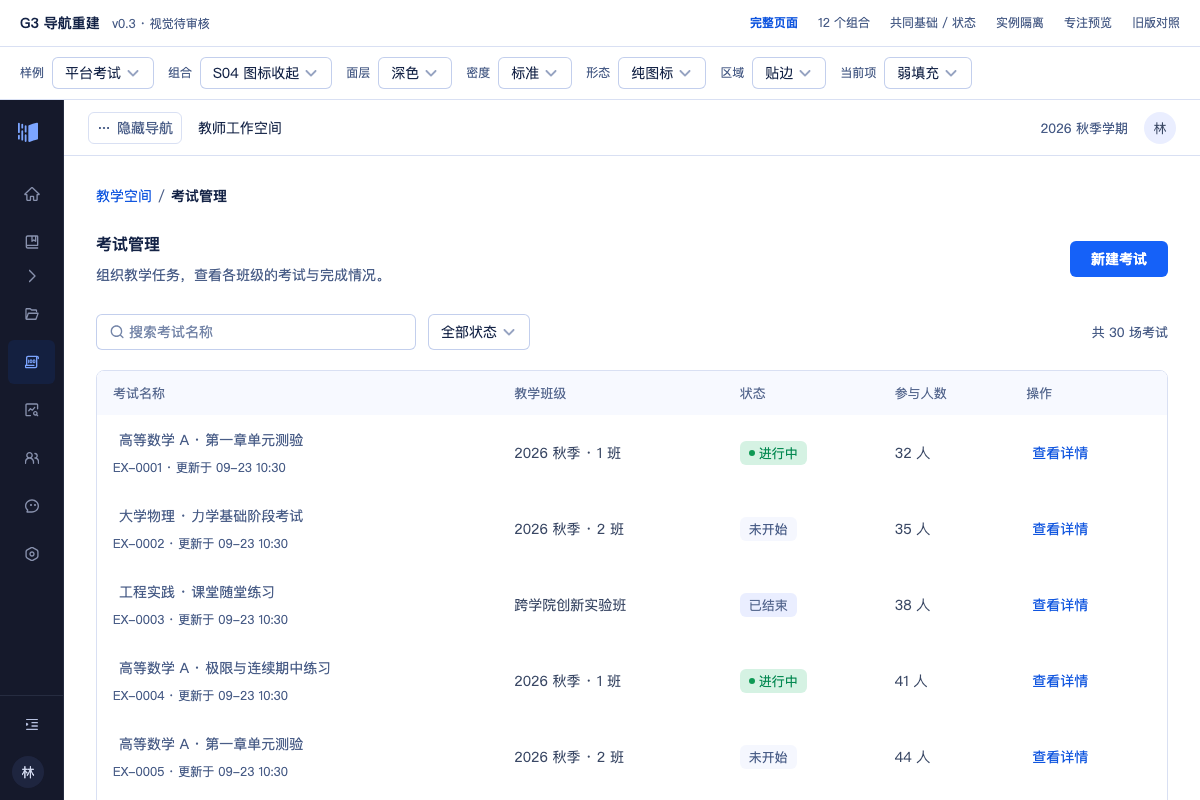 G3 导航重建 v0.3 · 视觉待审核 完整页面 12 个组合 共同基础 / 状态 实例隔离 专注预览 旧版对照
样例 平台考试 组合 S04 图标收起 面层 深色 密度 标准 形态 纯图标 区域 贴边 当前项 弱填充
··· 隐藏导航 教师工作空间 2026 秋季学期 林
教学空间 / 考试管理
考试管理
组织教学任务，查看各班级的考试与完成情况。
新建考试
搜索考试名称 全部状态 共 30 场考试
考试名称 教学班级 状态 参与人数 操作
高等数学 A · 第一章单元测验
EX-0001 · 更新于 09-23 10:30
2026 秋季 · 1 班 进行中 32 人 查看详情
大学物理 · 力学基础阶段考试
EX-0002 · 更新于 09-23 10:30
2026 秋季 · 2 班 未开始 35 人 查看详情
工程实践 · 课堂随堂练习
EX-0003 · 更新于 09-23 10:30
跨学院创新实验班 已结束 38 人 查看详情
高等数学 A · 极限与连续期中练习
EX-0004 · 更新于 09-23 10:30
2026 秋季 · 1 班 进行中 41 人 查看详情
高等数学 A · 第一章单元测验
EX-0005 · 更新于 09-23 10:30
2026 秋季 · 2 班 未开始 44 人 查看详情
林